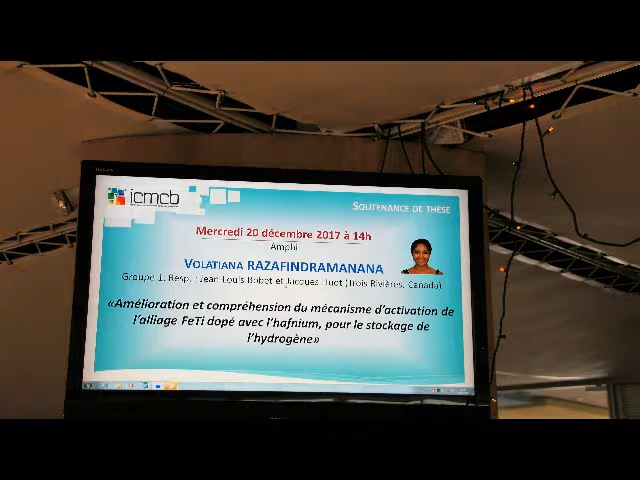 icmcb
SOUTENANCE DE THÈSE
Mercredi 20 décembre 2017 à 14h
Amphi
VOLATIANA RAZAFINDRAMANANA
Groupe 1. Resp. : Jean-Louis Bobet et Jacques Huot (Trois Rivières, Canada)
«Amélioration et compréhension du mécanisme d'activation de
l'alliage FeTi dopé avec l'hafnium, pour le stockage de
l'hydrogène»